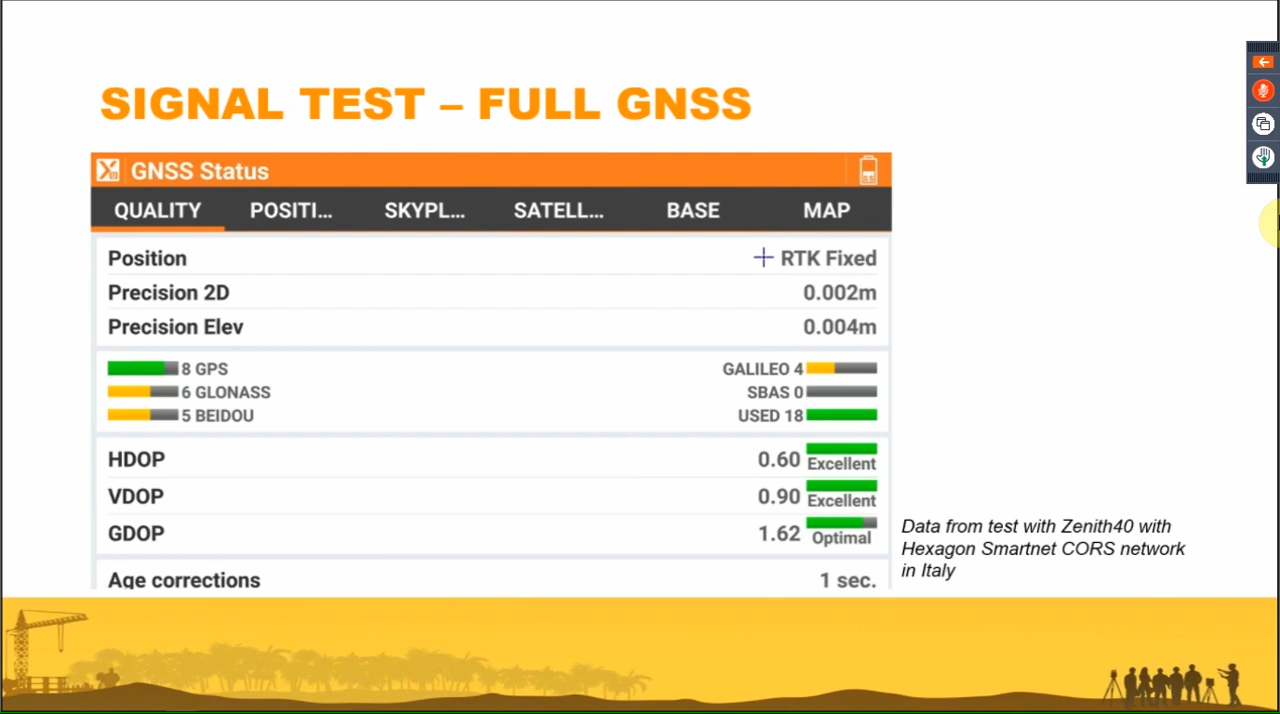 SIGNAL TEST – FULL GNSS
GNSS Status
QUALITY POSITI... SKYPL... SATELL... BASE MAP
Position RTK Fixed
Precision 2D 0.002m
Precision Elev 0.004m
8 GPS GALILEO 4
6 GLONASS SBAS 0
5 BEIDOU USED 18
HDOP 0.60 Excellent
VDOP 0.90 Excellent
GDOP 1.62 Optimal
Age corrections 1 sec.
Data from test with Zenith40 with
Hexagon Smartnet CORS network
in Italy